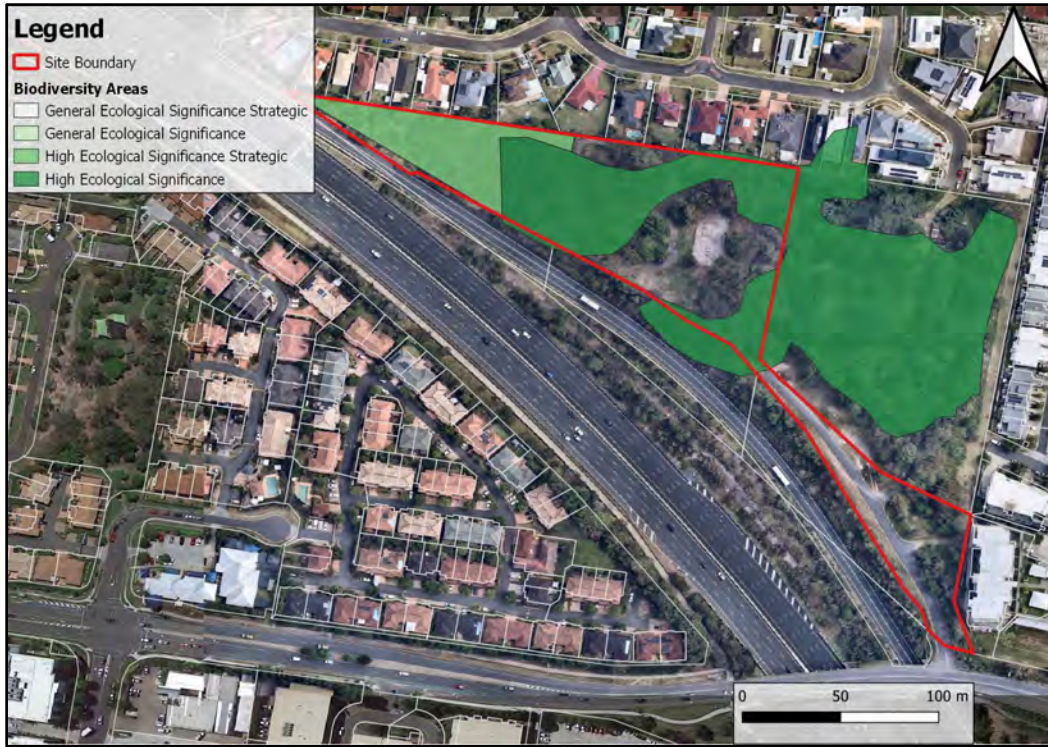 Legend
Site Boundary
Biodiversity Areas
General Ecological Significance Strategic
General Ecological Significance
High Ecological Significance Strategic
High Ecological Significance
0 50 100 m